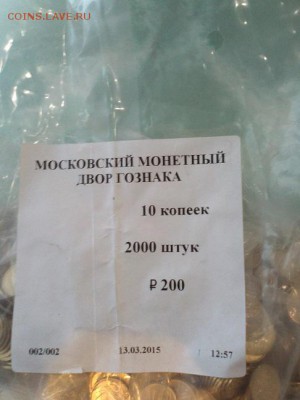 COINS.LAVE.RU
МОСКОВСКИЙ МОНЕТНЫЙ
ДВОР ГОЗНАКА
10 копеек
2000 штук
₽ 200
002/002 13.03.2015 12:57